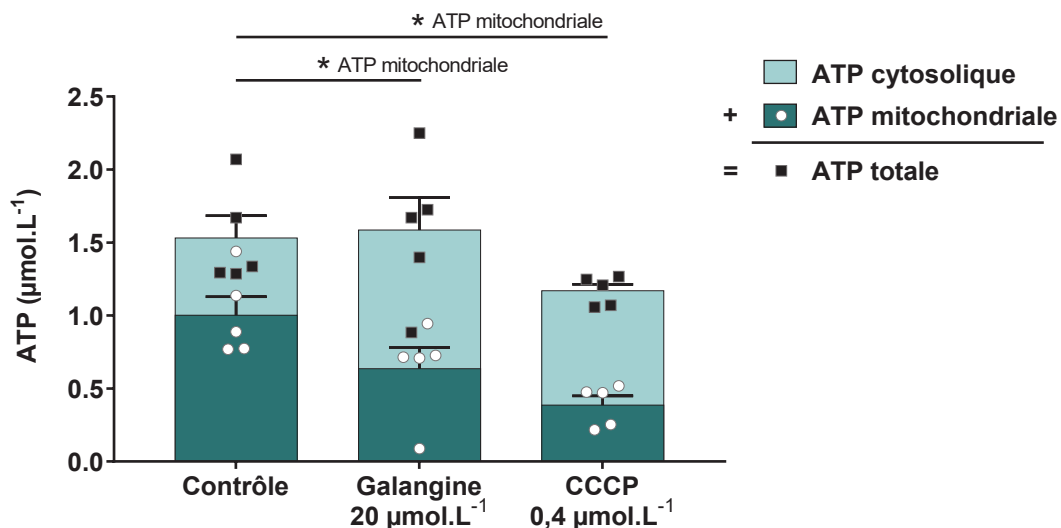 * ATP mitochondriale
* ATP mitochondriale
ATP cytosolique
+ ATP mitochondriale
= ATP totale
ATP (µmol.L⁻¹)
2.5
2.0
1.5
1.0
0.5
0.0
Contrôle
Galangine
20 µmol.L⁻¹
CCCP
0,4 µmol.L⁻¹